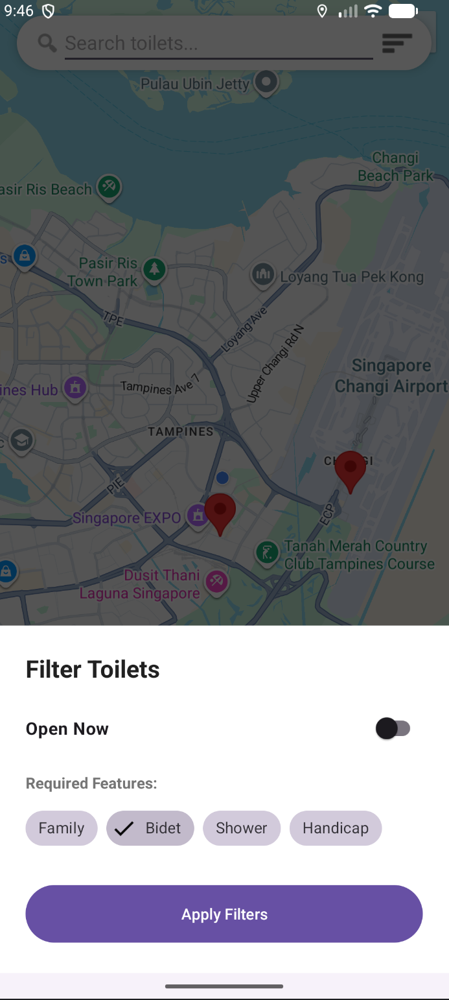 9:46
Search toilets...
Pulau Ubin Jetty
Changi
Beach Park
asir Ris Beach
s
Pasir Ris
Town Park
Loyang Tua Pek Kong
TPE
Loyang Ave
Upper Changi Rd N
Singapore
Changi Airport
ines Hub
Tampines Ave 7
TAMPINES
c
PIE
ECP
Singapore EXPO
Tanah Merah Country
Club Tampines Course
Dusit Thani
Laguna Singapore
Filter Toilets
Open Now
Required Features:
Family Bidet Shower Handicap
Apply Filters